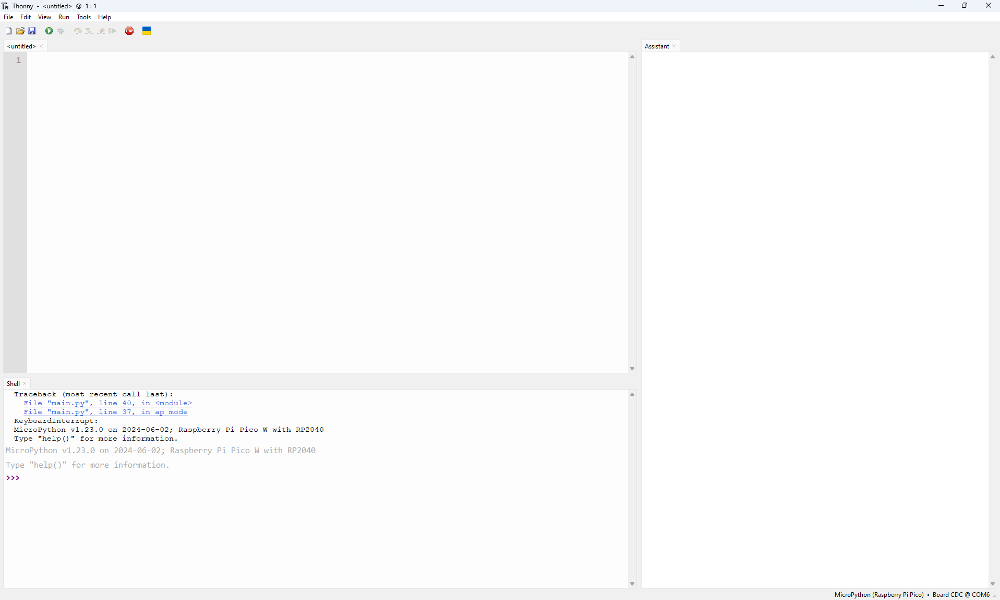 Thonny - <untitled> @ 1:1
File Edit View Run Tools Help
STOP
<untitled> ×
Assistant ×
1
Shell ×
Traceback (most recent call last):
File "main.py", line 40, in <module>
File "main.py", line 37, in ap mode
KeyboardInterrupt:
MicroPython v1.23.0 on 2024-06-02; Raspberry Pi Pico W with RP2040
Type "help()" for more information.
MicroPython v1.23.0 on 2024-06-02; Raspberry Pi Pico W with RP2040
Type "help()" for more information.
>>>
MicroPython (Raspberry Pi Pico) • Board CDC @ COM6 ≡